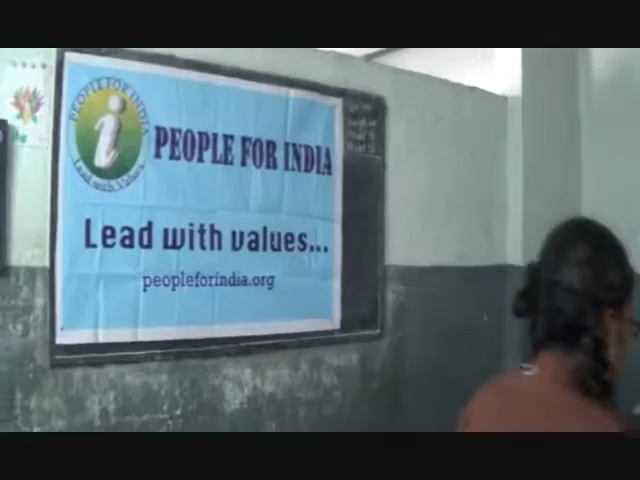 PEOPLE FOR INDIA
i
Lead with Values
PEOPLE FOR INDIA
Lead with values...
peopleforindia.org